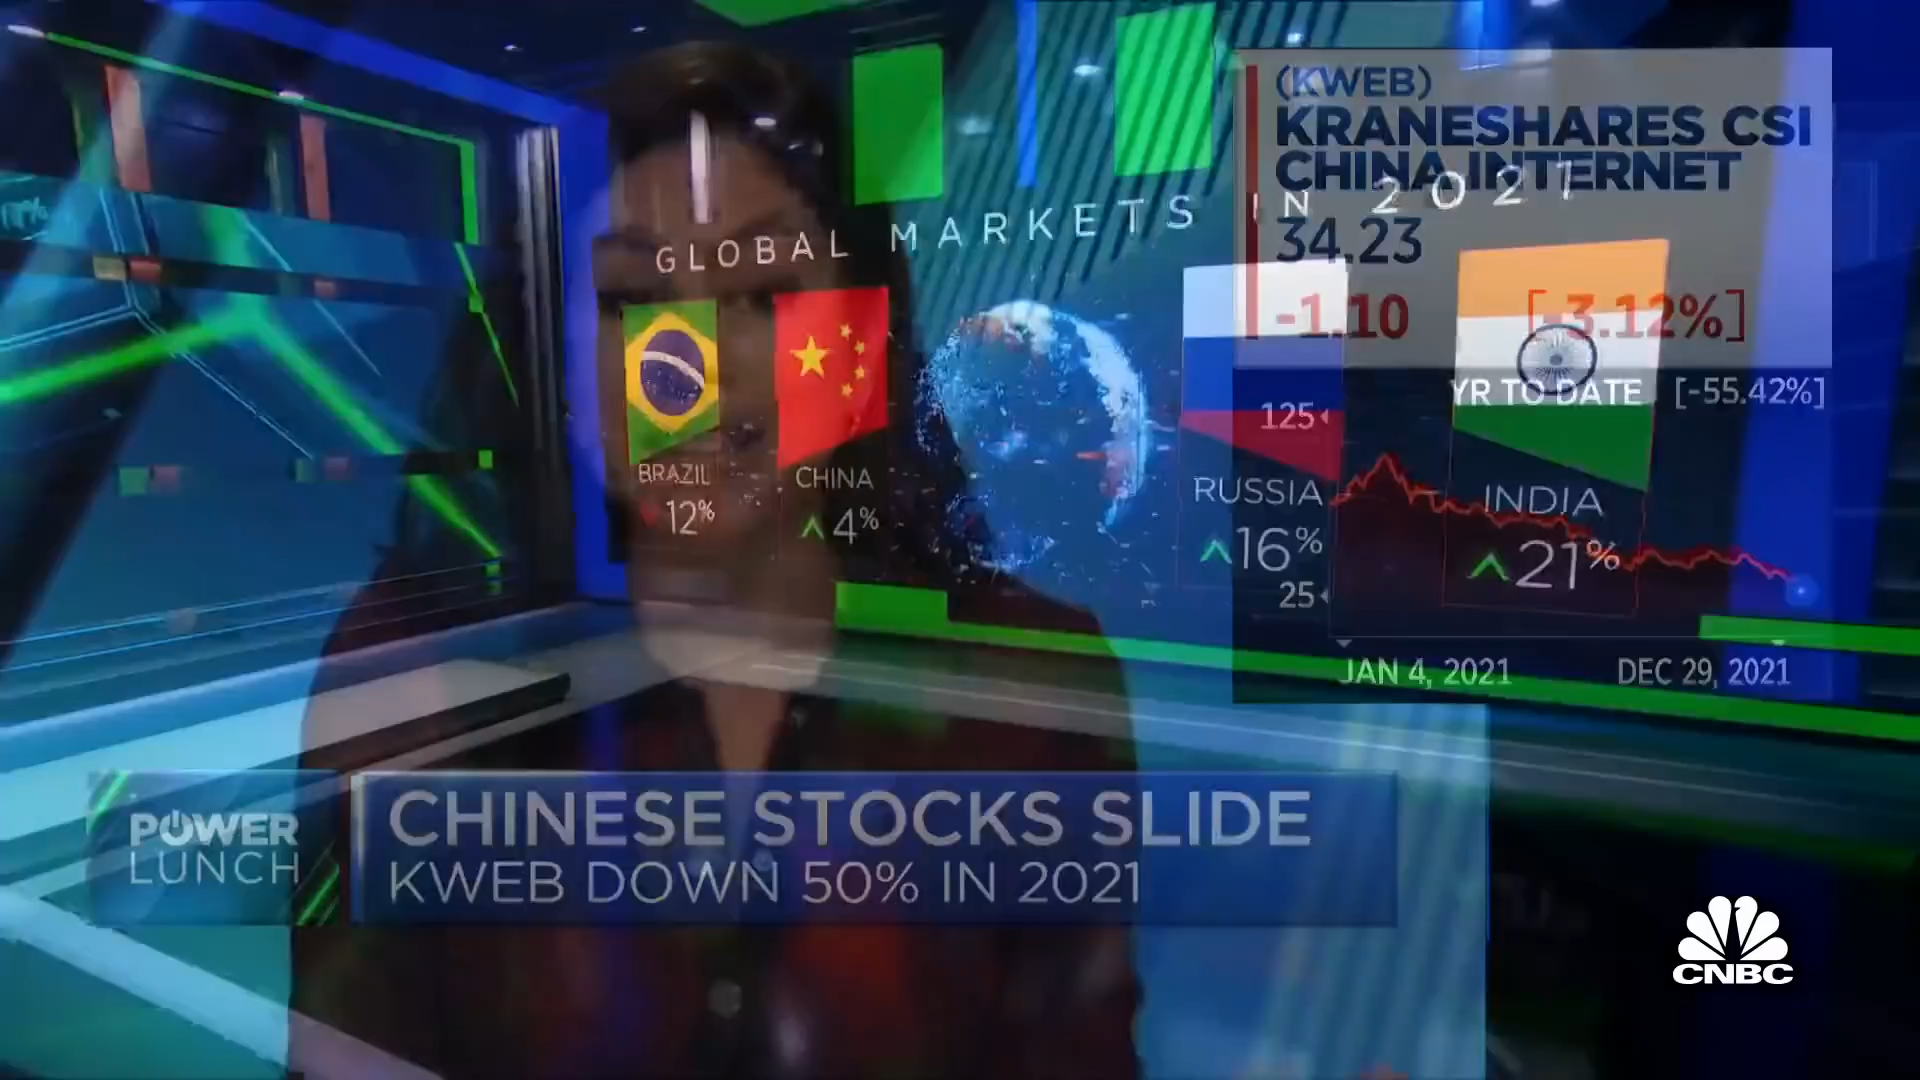 (KWEB)
KRANESHARES CSI
CHINA INTERNET
34.23
-1.10 [-3.12%]
YR TO DATE [-55.42%]
125
25
JAN 4, 2021 DEC 29, 2021
GLOBAL MARKETS IN 2021
BRAZIL
12%
CHINA
4%
RUSSIA
16%
INDIA
21%
POWER
LUNCH
CHINESE STOCKS SLIDE
KWEB DOWN 50% IN 2021
CNBC